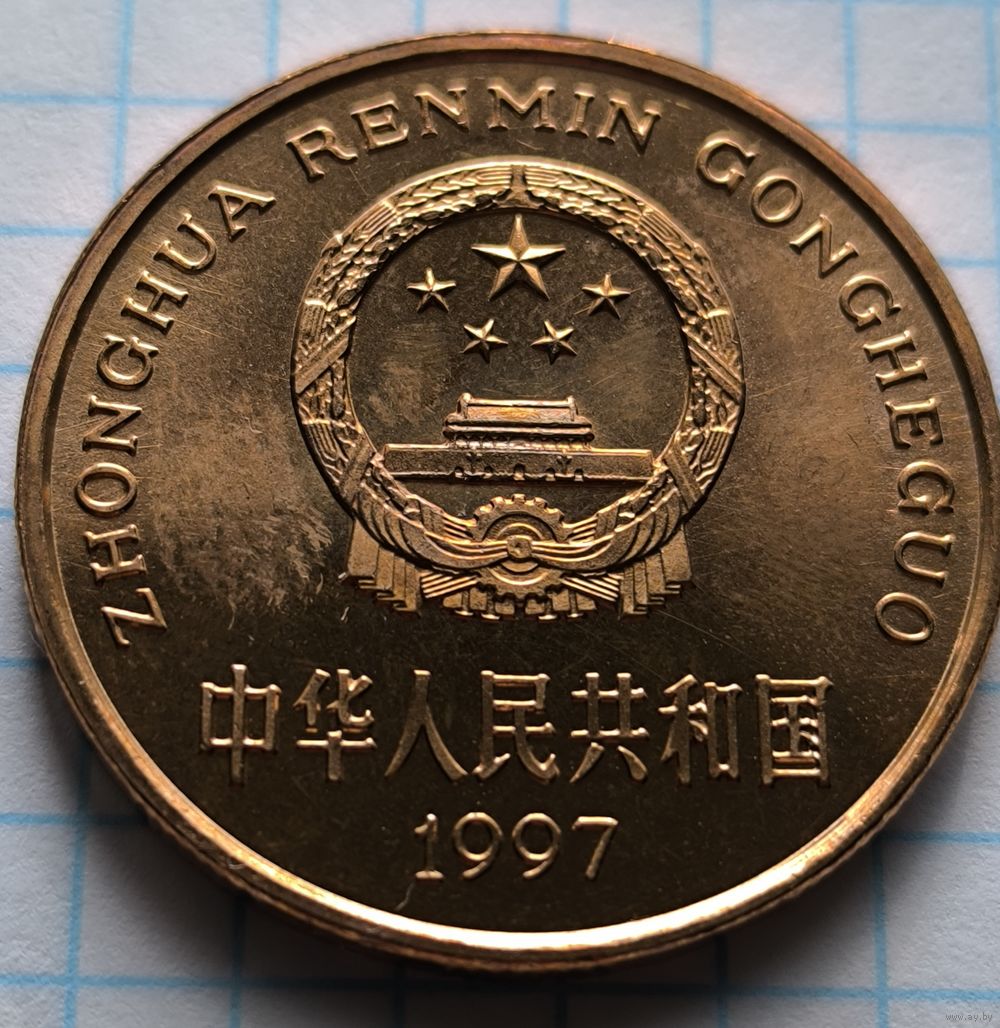 ZHONGHUA RENMIN GONGHEGUO
中华人民共和国
1997
www.ay.by